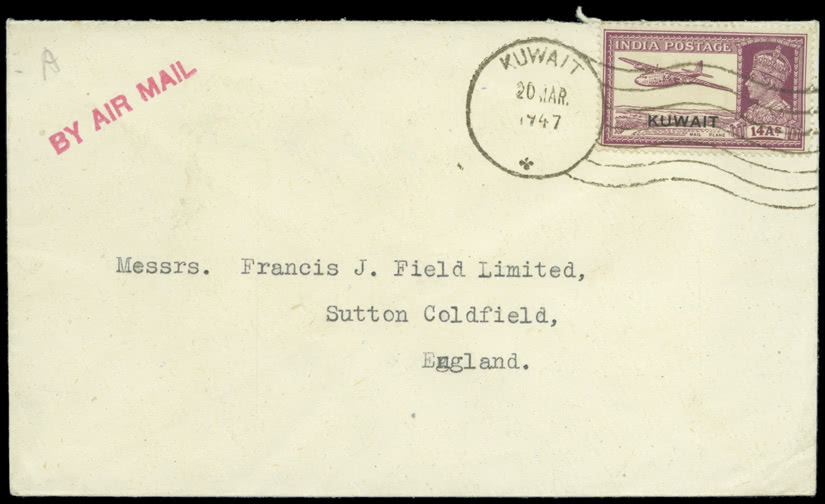 A
BY AIR MAIL
KUWAIT
20 MAR.
1947
INDIA POSTAGE
KUWAIT
MAIL PLANE
14As
Messrs. Francis J. Field Limited,
Sutton Coldfield,
England.